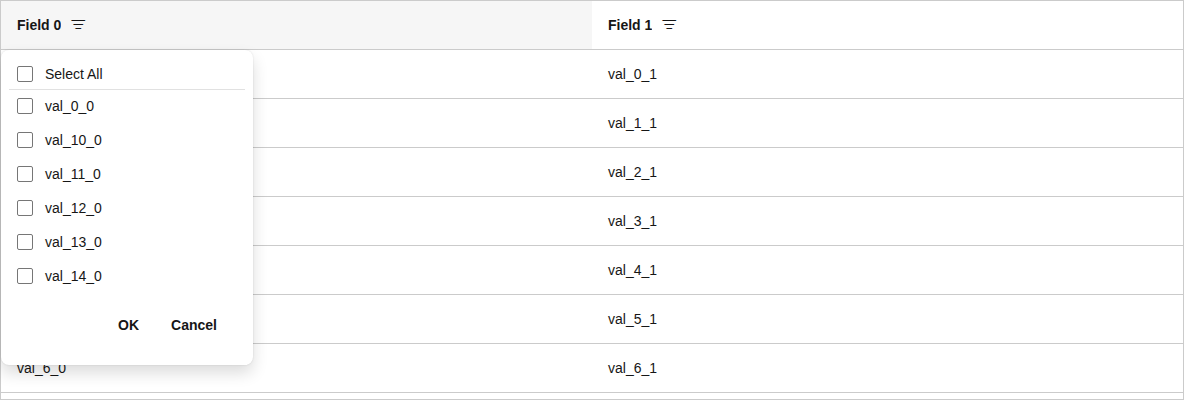 Field 0
Field 1
Select All
val_0_0
val_10_0
val_11_0
val_12_0
val_13_0
val_14_0
OK Cancel
val_6_0
val_0_1
val_1_1
val_2_1
val_3_1
val_4_1
val_5_1
val_6_1